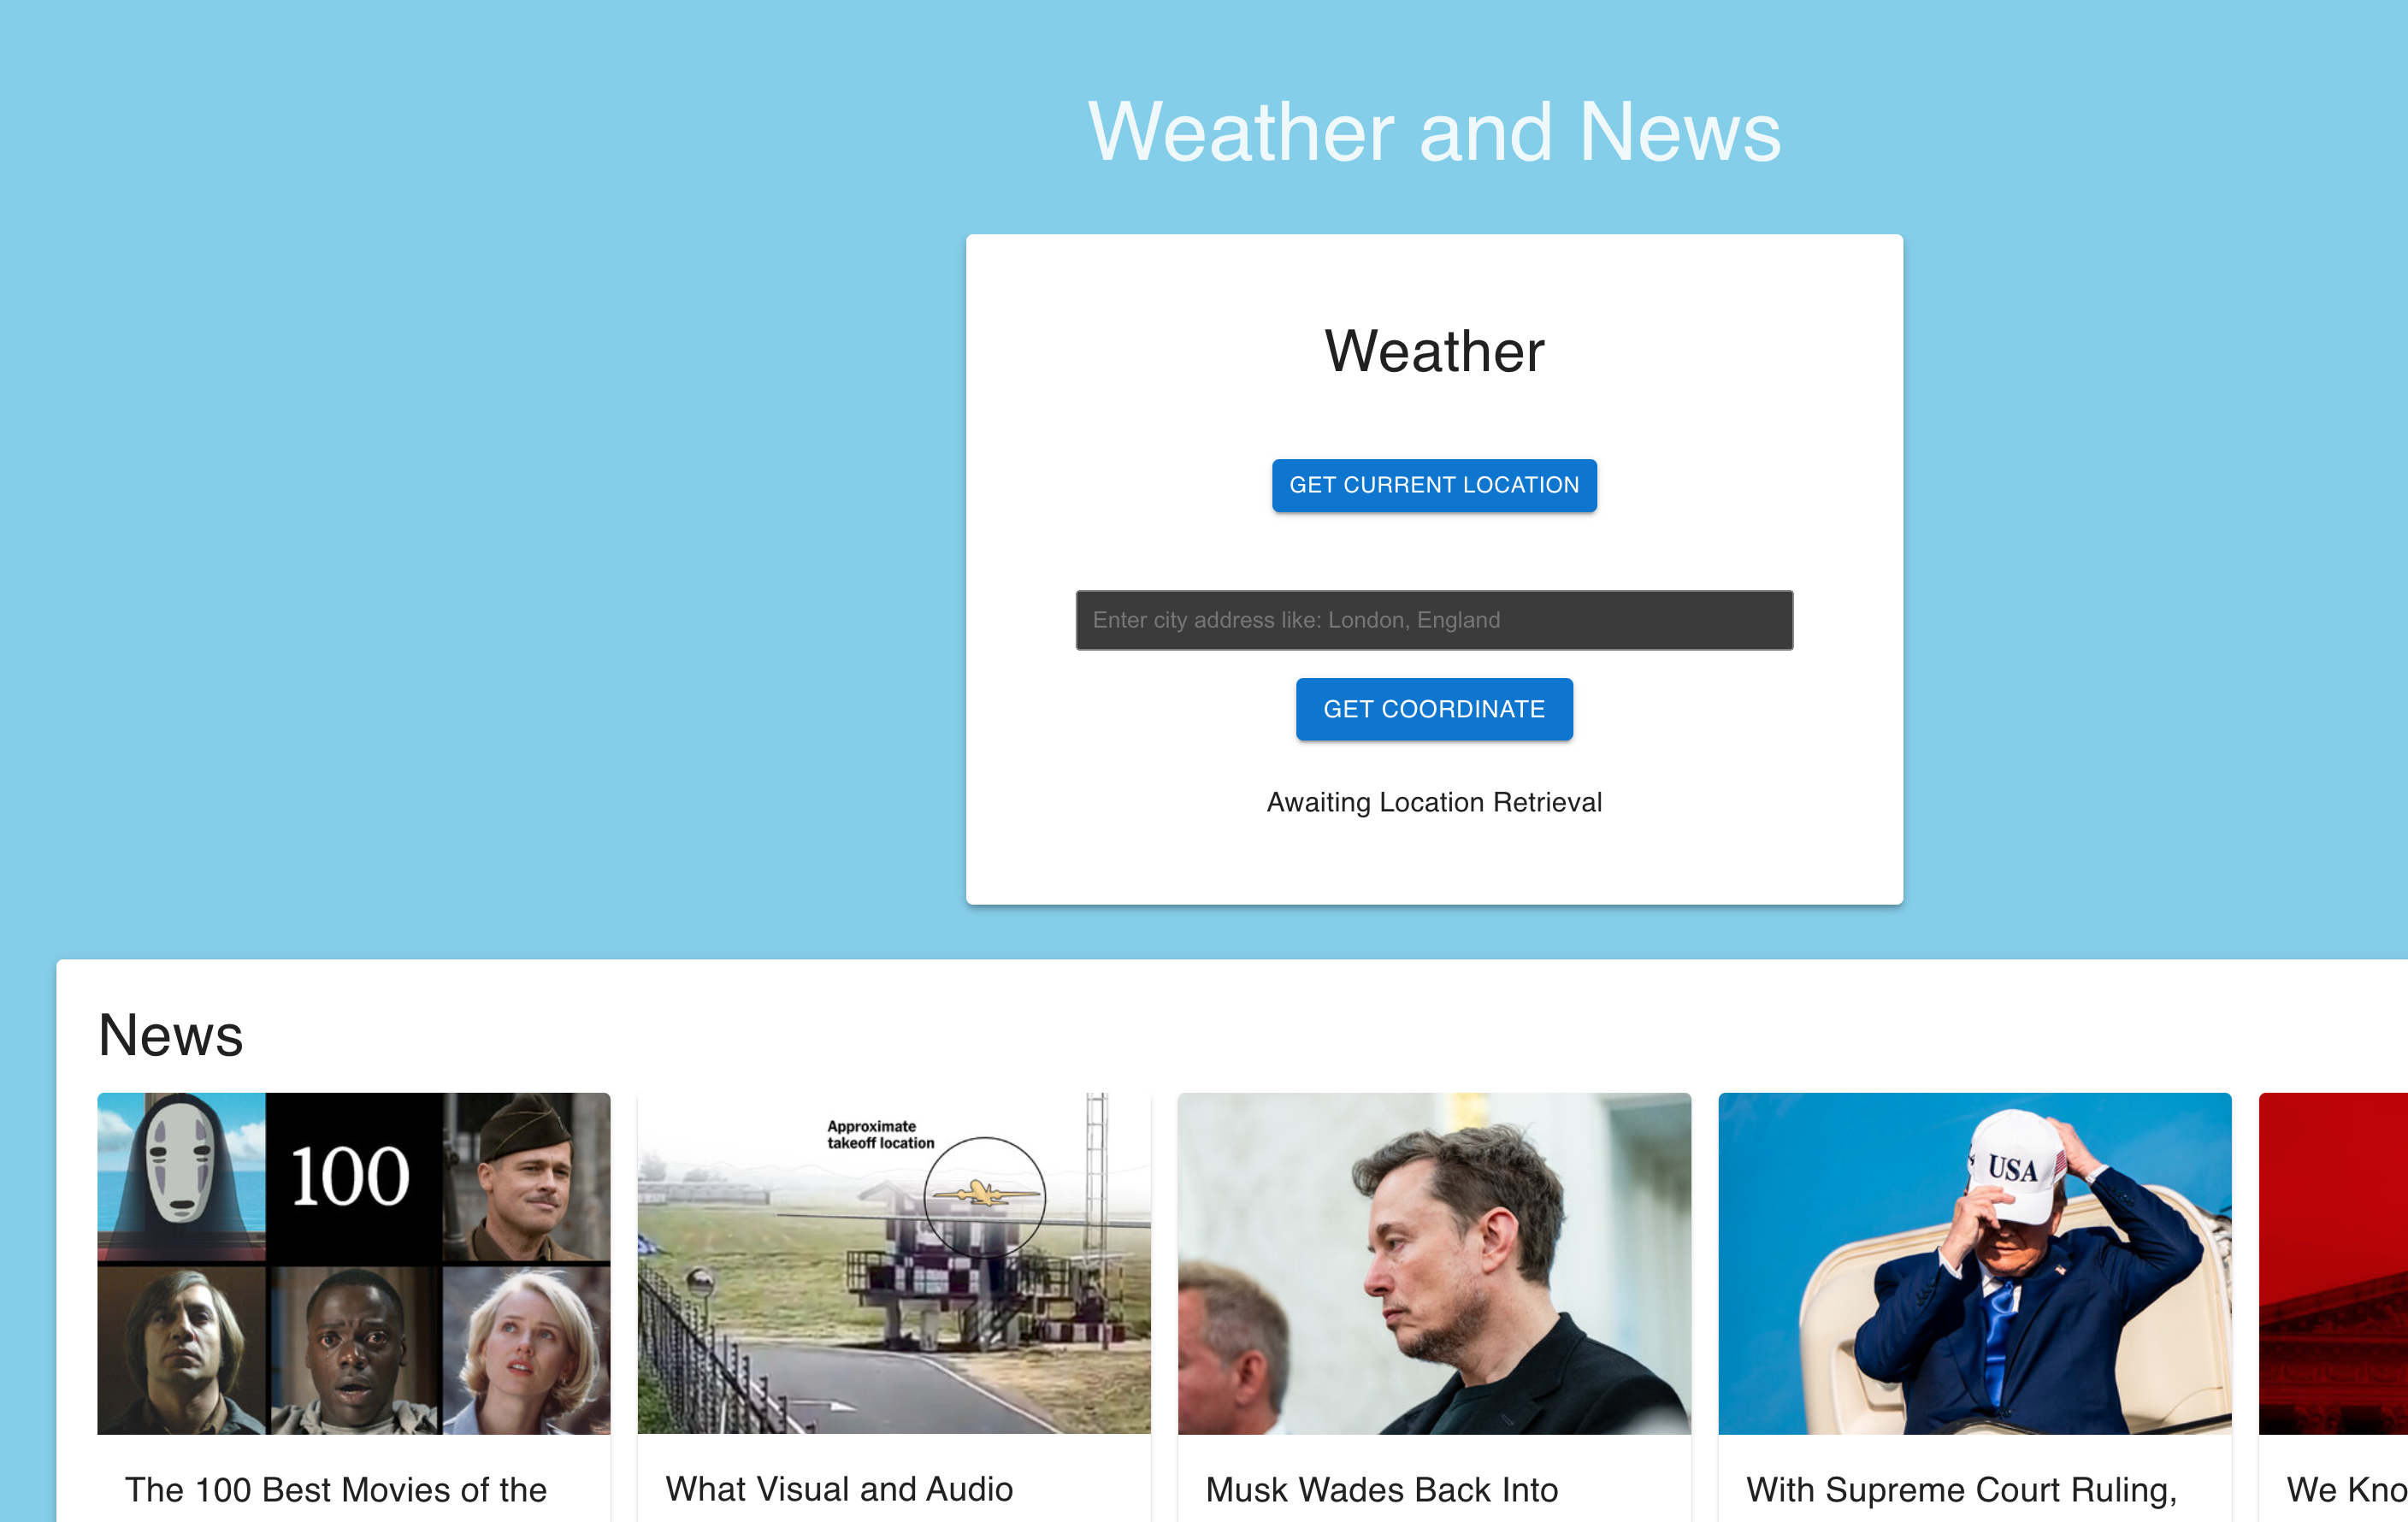 Weather and News
Weather
GET CURRENT LOCATION
Enter city address like: London, England
GET COORDINATE
Awaiting Location Retrieval
News
100
Approximate
takeoff location
USA
The 100 Best Movies of the
What Visual and Audio
Musk Wades Back Into
With Supreme Court Ruling,
We Kno